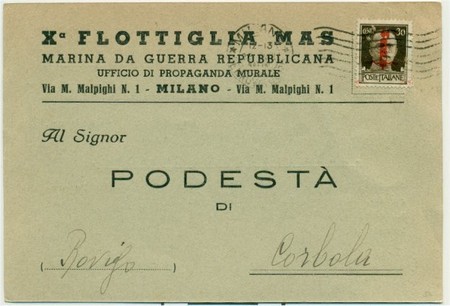 Xª FLOTTIGLIA MAS
MARINA DA GUERRA REPUBBLICANA
UFFICIO DI PROPAGANDA MURALE
Via M. Malpighi N. 1 - MILANO - Via M. Malpighi N. 1
30
POSTE ITALIANE
Al Signor
PODESTÀ
DI
(Rovigo) Corbola